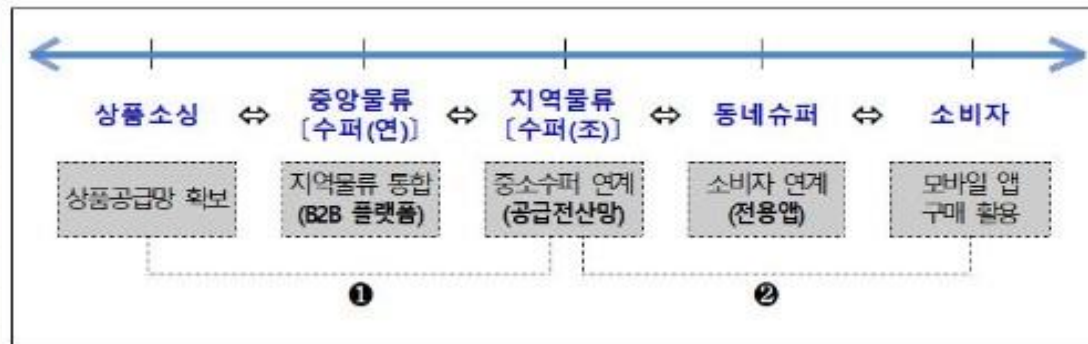 상품소싱 ⇔ 중앙물류 ⇔ 지역물류 ⇔ 동네슈퍼 ⇔ 소비자
〔수퍼(연)〕 〔수퍼(조)〕
상품공급망 확보 지역물류 통합 중소수퍼 연계 소비자 연계 모바일 앱
(B2B 플랫폼) (공급전산망) (전용앱) 구매 활용
❶ ❷